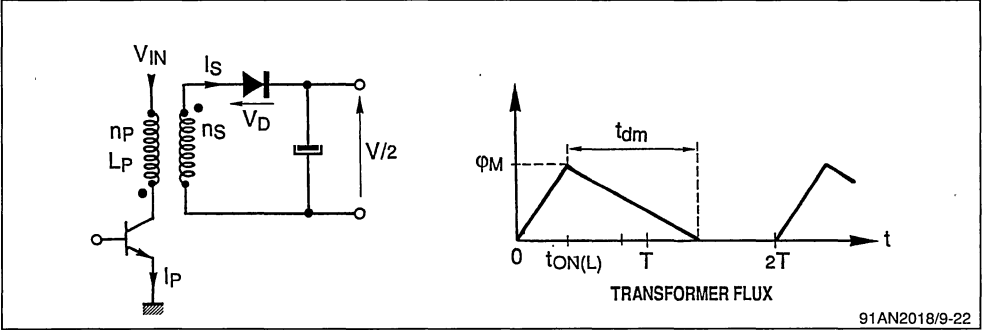 VIN
IS
VD
nP
LP
nS
V/2
IP
tdm
φM
0
tON(L)
T
2T
t
TRANSFORMER FLUX
91AN2018/9-22